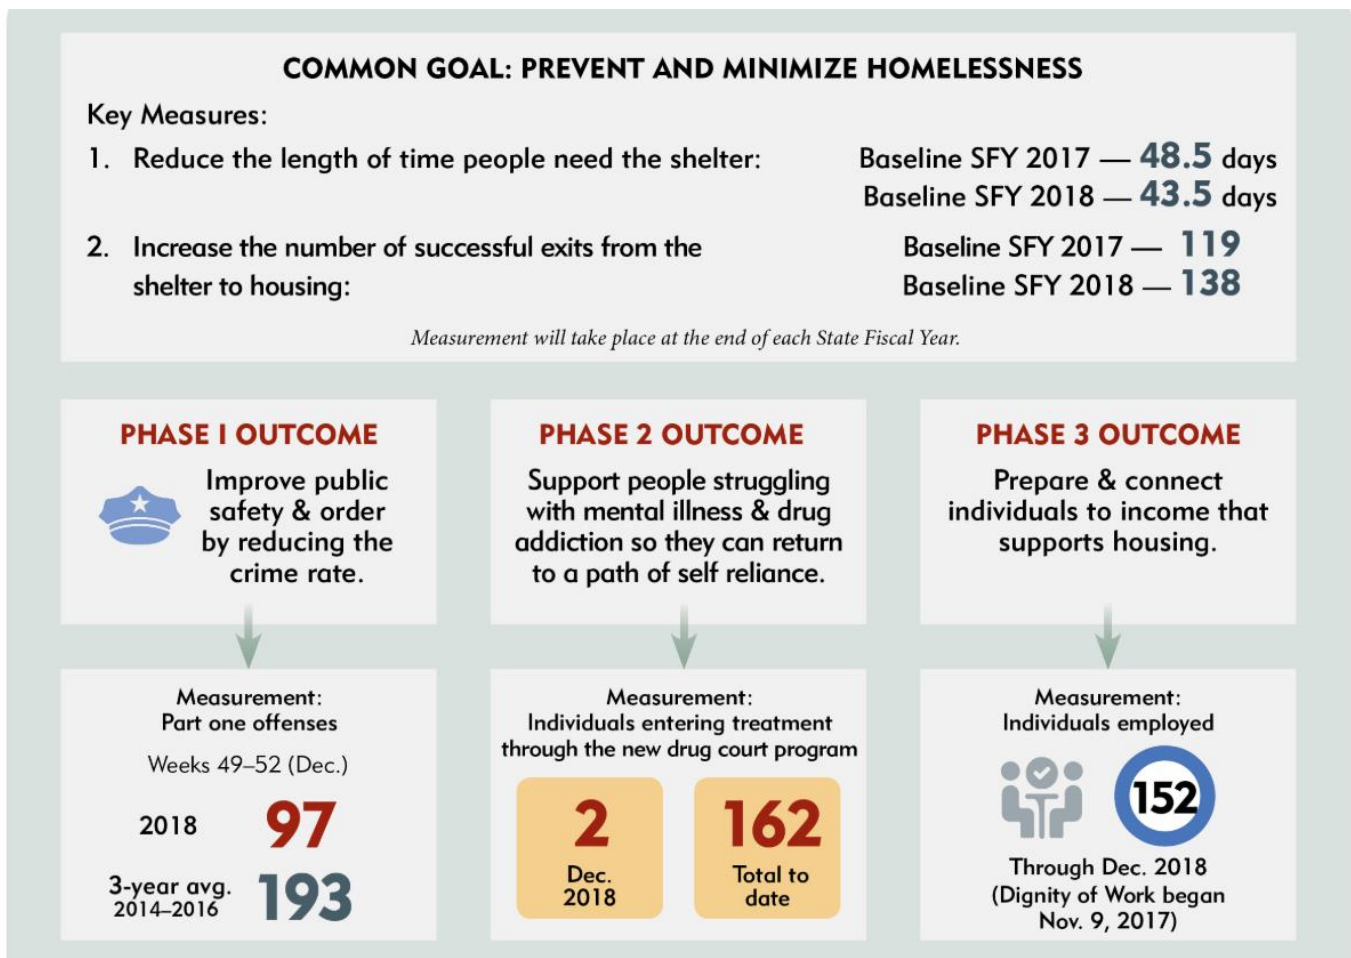 COMMON GOAL: PREVENT AND MINIMIZE HOMELESSNESS
Key Measures:
1. Reduce the length of time people need the shelter:
Baseline SFY 2017 — 48.5 days
Baseline SFY 2018 — 43.5 days
2. Increase the number of successful exits from the
shelter to housing:
Baseline SFY 2017 — 119
Baseline SFY 2018 — 138
Measurement will take place at the end of each State Fiscal Year.
PHASE 1 OUTCOME
Improve public
safety & order
by reducing the
crime rate.
Measurement:
Part one offenses
Weeks 49–52 (Dec.)
2018 97
3-year avg.
2014–2016
193
PHASE 2 OUTCOME
Support people struggling
with mental illness & drug
addiction so they can return
to a path of self reliance.
Measurement:
Individuals entering treatment
through the new drug court program
2
Dec.
2018
162
Total to
date
PHASE 3 OUTCOME
Prepare & connect
individuals to income that
supports housing.
Measurement:
Individuals employed
152
Through Dec. 2018
(Dignity of Work began
Nov. 9, 2017)